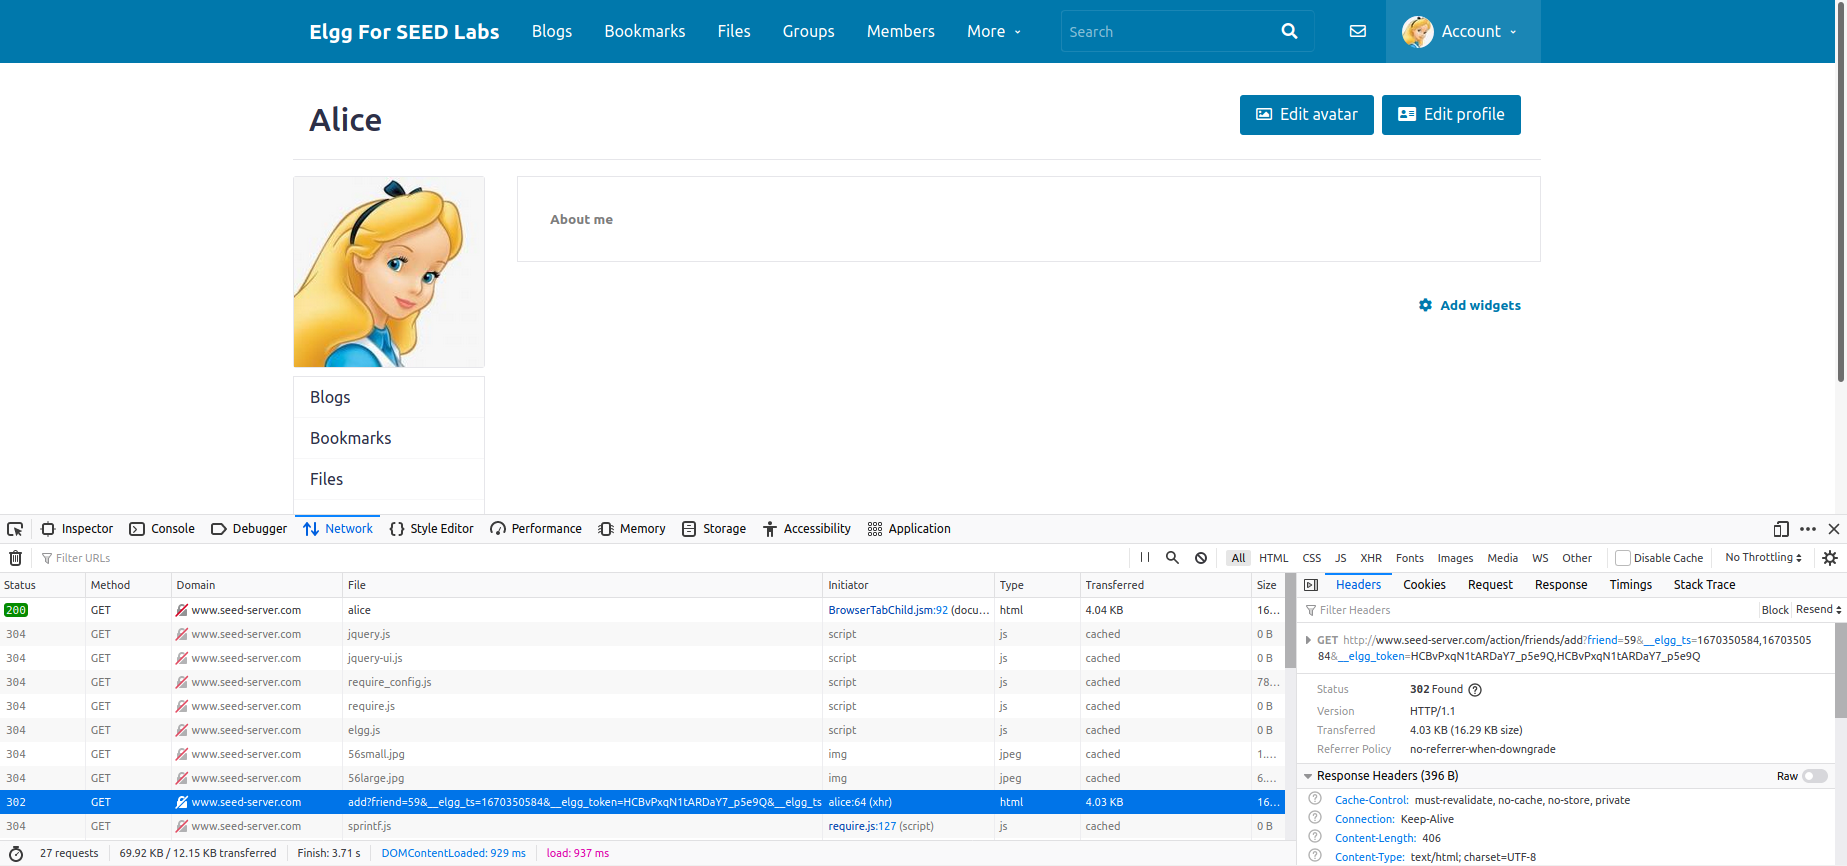 Elgg For SEED Labs Blogs Bookmarks Files Groups Members More Search Account
Alice Edit avatar Edit profile
About me
Add widgets
Blogs
Bookmarks
Files
Inspector Console Debugger Network Style Editor Performance Memory Storage Accessibility Application
Filter URLs All HTML CSS JS XHR Fonts Images Media WS Other Disable Cache No Throttling
Status Method Domain File Initiator Type Transferred Size
200 GET www.seed-server.com alice BrowserTabChild.jsm:92 (docu... html 4.04 KB 16...
304 GET www.seed-server.com jquery.js script js cached 0 B
304 GET www.seed-server.com jquery-ui.js script js cached 0 B
304 GET www.seed-server.com require_config.js script js cached 78...
304 GET www.seed-server.com require.js script js cached 0 B
304 GET www.seed-server.com elgg.js script js cached 0 B
304 GET www.seed-server.com 56small.jpg img jpeg cached 1....
304 GET www.seed-server.com 56large.jpg img jpeg cached 6....
302 GET www.seed-server.com add?friend=59&__elgg_ts=1670350584&__elgg_token=HCBvPxqN1tARDaY7_p5e9Q&__elgg_ts alice:64 (xhr) html 4.03 KB 16...
304 GET www.seed-server.com sprintf.js require.js:127 (script) js cached 0 B
27 requests 69.92 KB / 12.15 KB transferred Finish: 3.71 s DOMContentLoaded: 929 ms load: 937 ms
Headers Cookies Request Response Timings Stack Trace
Filter Headers Block Resend
GET http://www.seed-server.com/action/friends/add?friend=59&__elgg_ts=1670350584,16703505
84&__elgg_token=HCBvPxqN1tARDaY7_p5e9Q,HCBvPxqN1tARDaY7_p5e9Q
Status 302 Found
Version HTTP/1.1
Transferred 4.03 KB (16.29 KB size)
Referrer Policy no-referrer-when-downgrade
Response Headers (396 B) Raw
Cache-Control: must-revalidate, no-cache, no-store, private
Connection: Keep-Alive
Content-Length: 406
Content-Type: text/html; charset=UTF-8